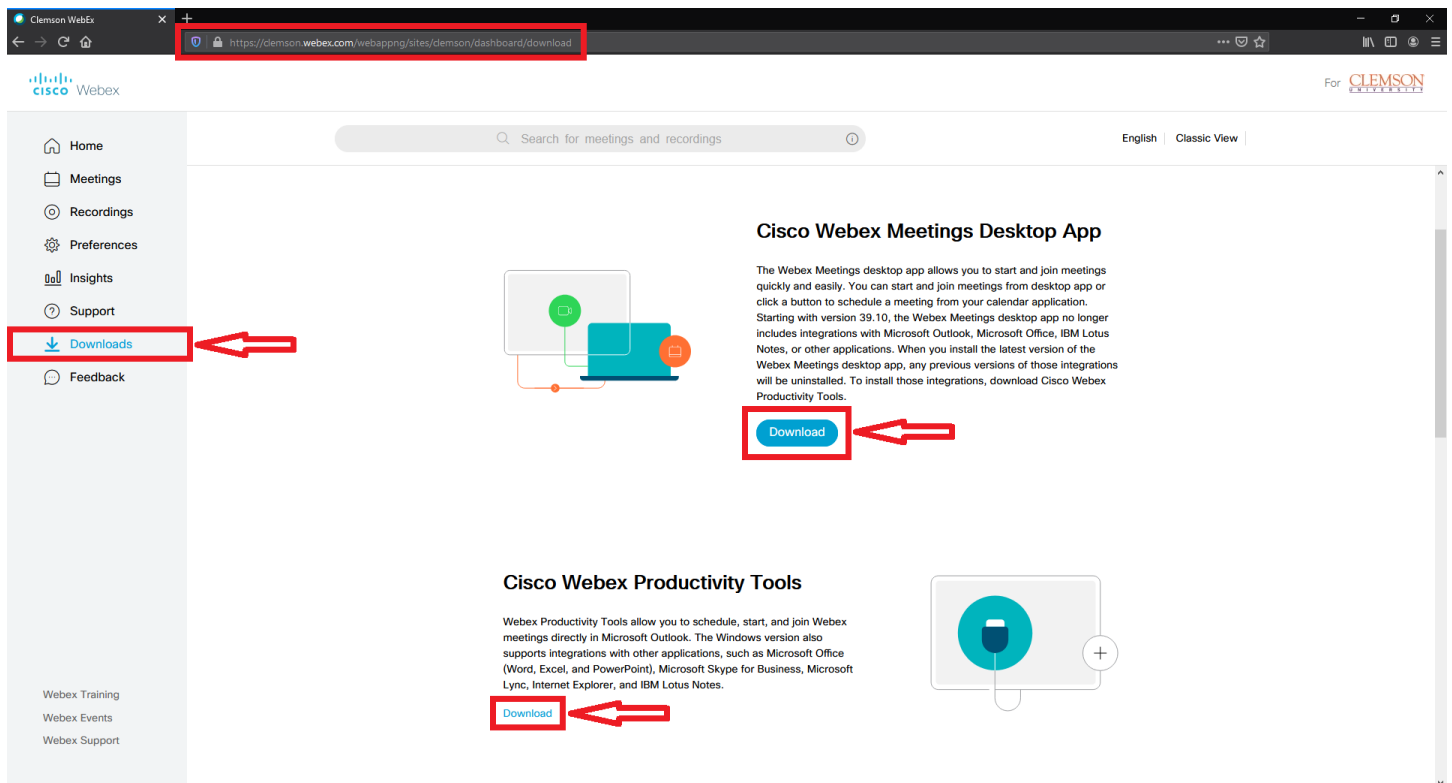 Clemson WebEx
https://clemson.webex.com/webappng/sites/clemson/dashboard/download
cisco Webex
For CLEMSON
UNIVERSITY
Search for meetings and recordings
English
Classic View
Home
Meetings
Recordings
Preferences
Insights
Support
Downloads
Feedback
Webex Training
Webex Events
Webex Support
Cisco Webex Meetings Desktop App
The Webex Meetings desktop app allows you to start and join meetings
quickly and easily. You can start and join meetings from desktop app or
click a button to schedule a meeting from your calendar application.
Starting with version 39.10, the Webex Meetings desktop app no longer
includes integrations with Microsoft Outlook, Microsoft Office, IBM Lotus
Notes, or other applications. When you install the latest version of the
Webex Meetings desktop app, any previous versions of those integrations
will be uninstalled. To install those integrations, download Cisco Webex
Productivity Tools.
Download
Cisco Webex Productivity Tools
Webex Productivity Tools allow you to schedule, start, and join Webex
meetings directly in Microsoft Outlook. The Windows version also
supports integrations with other applications, such as Microsoft Office
(Word, Excel, and PowerPoint), Microsoft Skype for Business, Microsoft
Lync, Internet Explorer, and IBM Lotus Notes.
Download